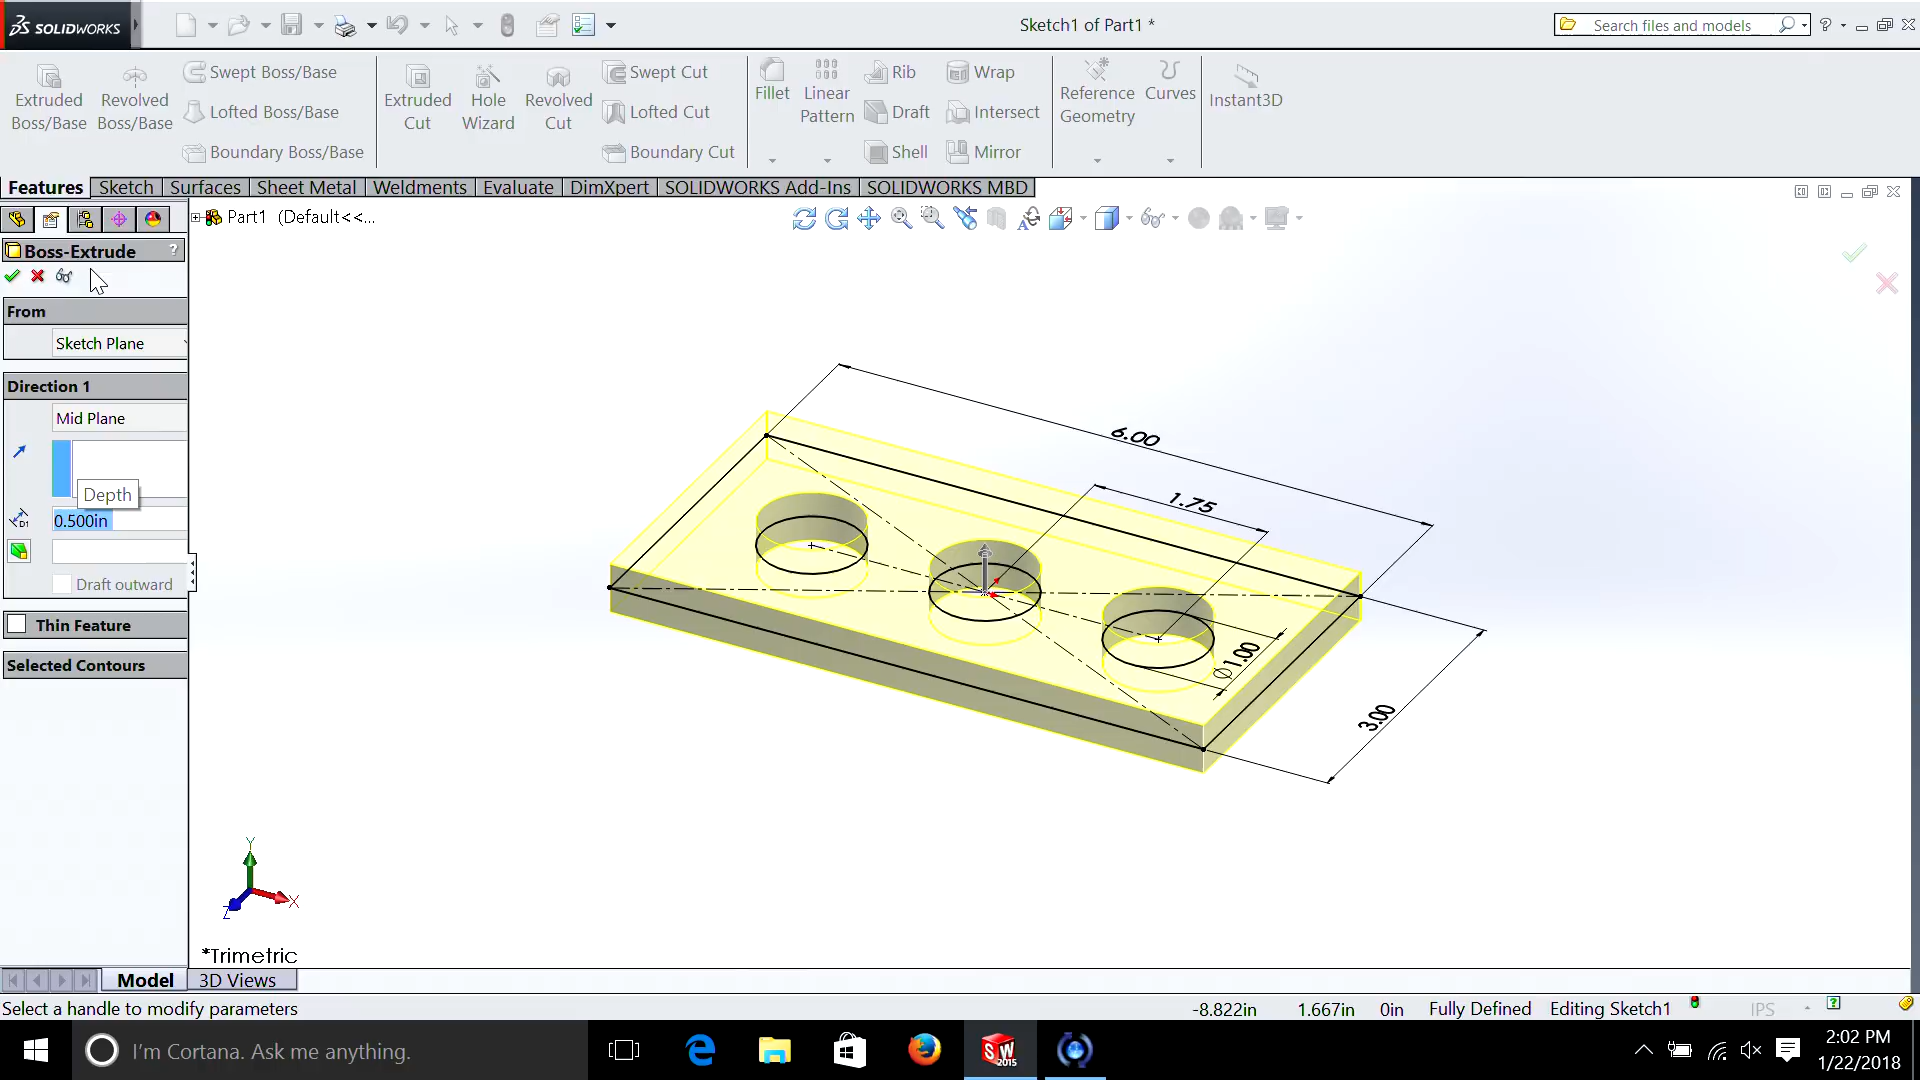 SOLIDWORKS
Sketch1 of Part1 *
Search files and models
?
Extruded Boss/Base
Revolved Boss/Base
Swept Boss/Base
Lofted Boss/Base
Boundary Boss/Base
Extruded Cut
Hole Wizard
Revolved Cut
Swept Cut
Lofted Cut
Boundary Cut
Fillet
Linear Pattern
Rib
Draft
Shell
Wrap
Intersect
Mirror
Reference Geometry
Curves
Instant3D
Features
Sketch
Surfaces
Sheet Metal
Weldments
Evaluate
DimXpert
SOLIDWORKS Add-Ins
SOLIDWORKS MBD
Part1 (Default<<...
Boss-Extrude
?
From
Sketch Plane
Direction 1
Mid Plane
Depth
D1
0.500in
Draft outward
Thin Feature
Selected Contours
6.00
1.75
∅1.00
3.00
Y
X
Z
*Trimetric
Model
3D Views
Select a handle to modify parameters
-8.822in
1.667in
0in
Fully Defined
Editing Sketch1
IPS
?
I'm Cortana. Ask me anything.
SW
2015
2:02 PM
1/22/2018